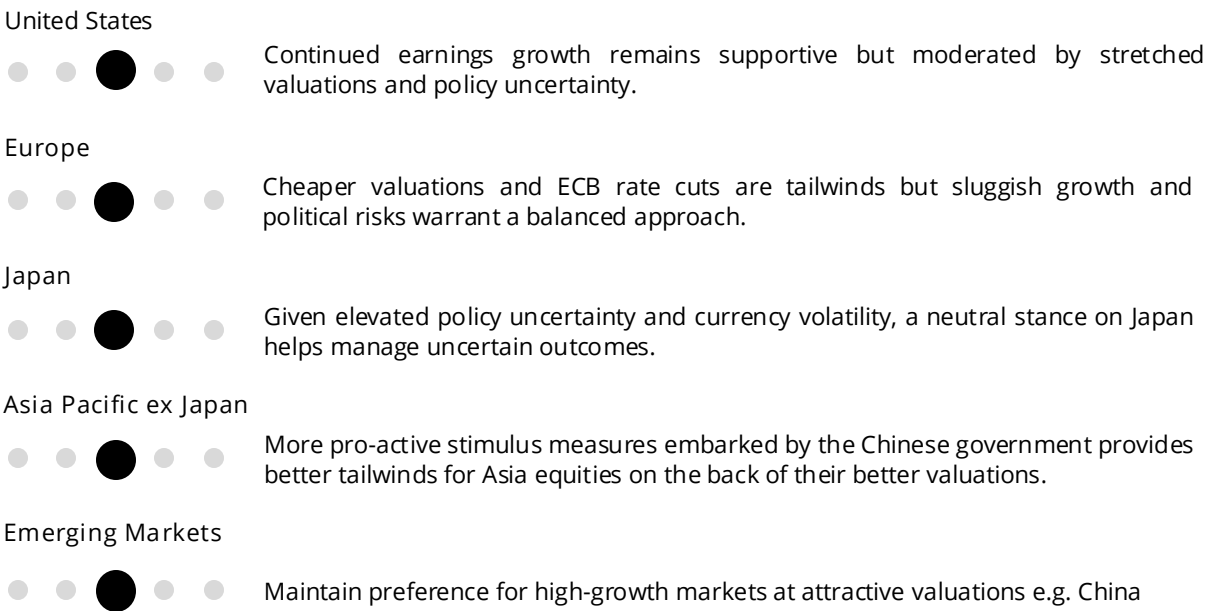 United States
Continued earnings growth remains supportive but moderated by stretched
valuations and policy uncertainty.
Europe
Cheaper valuations and ECB rate cuts are tailwinds but sluggish growth and
political risks warrant a balanced approach.
Japan
Given elevated policy uncertainty and currency volatility, a neutral stance on Japan
helps manage uncertain outcomes.
Asia Pacific ex Japan
More pro-active stimulus measures embarked by the Chinese government provides
better tailwinds for Asia equities on the back of their better valuations.
Emerging Markets
Maintain preference for high-growth markets at attractive valuations e.g. China